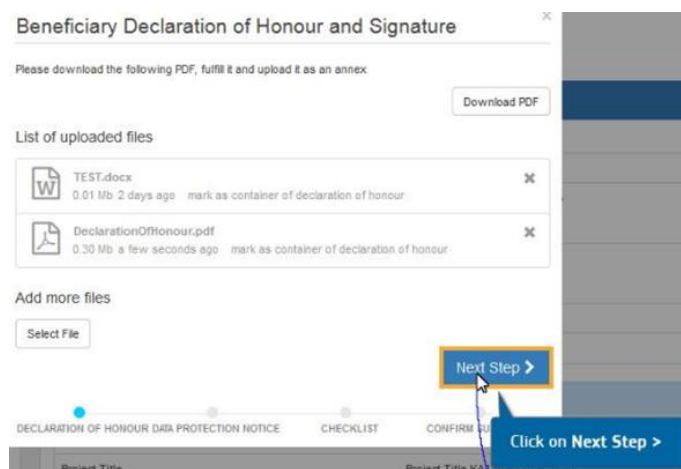 Beneficiary Declaration of Honour and Signature
Please download the following PDF, fulfill it and upload it as an annex
Download PDF
List of uploaded files
TEST.docx
0.01 Mb 2 days ago mark as container of declaration of honour
DeclarationOfHonour.pdf
0.30 Mb a few seconds ago mark as container of declaration of honour
Add more files
Select File
Next Step
DECLARATION OF HONOUR DATA PROTECTION NOTICE CHECKLIST CONFIRM
Click on Next Step >
Project Title Project Title